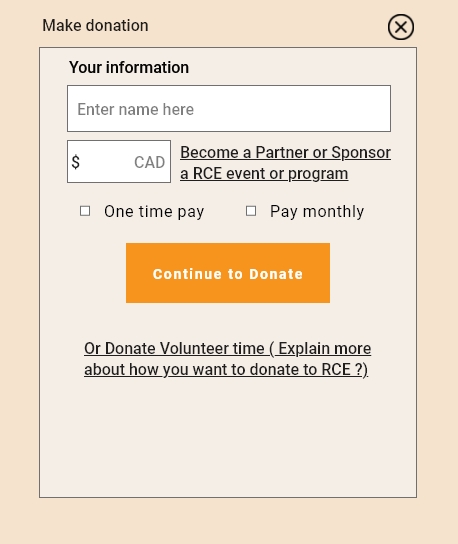 Make donation
Your information
Enter name here
$ CAD
Become a Partner or Sponsor
a RCE event or program
One time pay
Pay monthly
Continue to Donate
Or Donate Volunteer time ( Explain more
about how you want to donate to RCE ?)